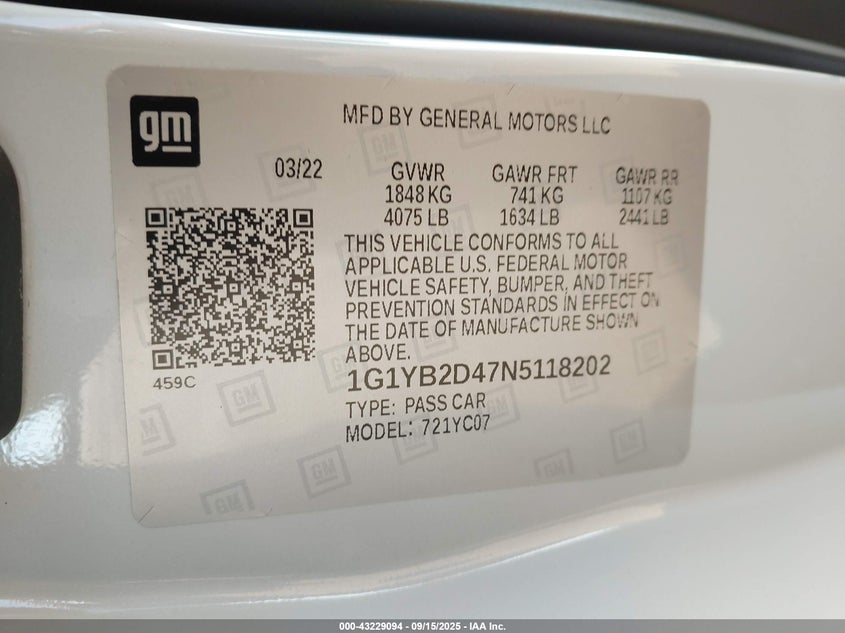 gm
MFD BY GENERAL MOTORS LLC
03/22 GVWR GAWR FRT GAWR RR
1848 KG 741 KG 1107 KG
4075 LB 1634 LB 2441 LB
THIS VEHICLE CONFORMS TO ALL
APPLICABLE U.S. FEDERAL MOTOR
VEHICLE SAFETY, BUMPER, AND THEFT
PREVENTION STANDARDS IN EFFECT ON
THE DATE OF MANUFACTURE SHOWN
ABOVE.
459C
1G1YB2D47N5118202
TYPE: PASS CAR
MODEL: 721YC07
GM GM GM
000-43229094 - 09/15/2025 - IAA Inc.